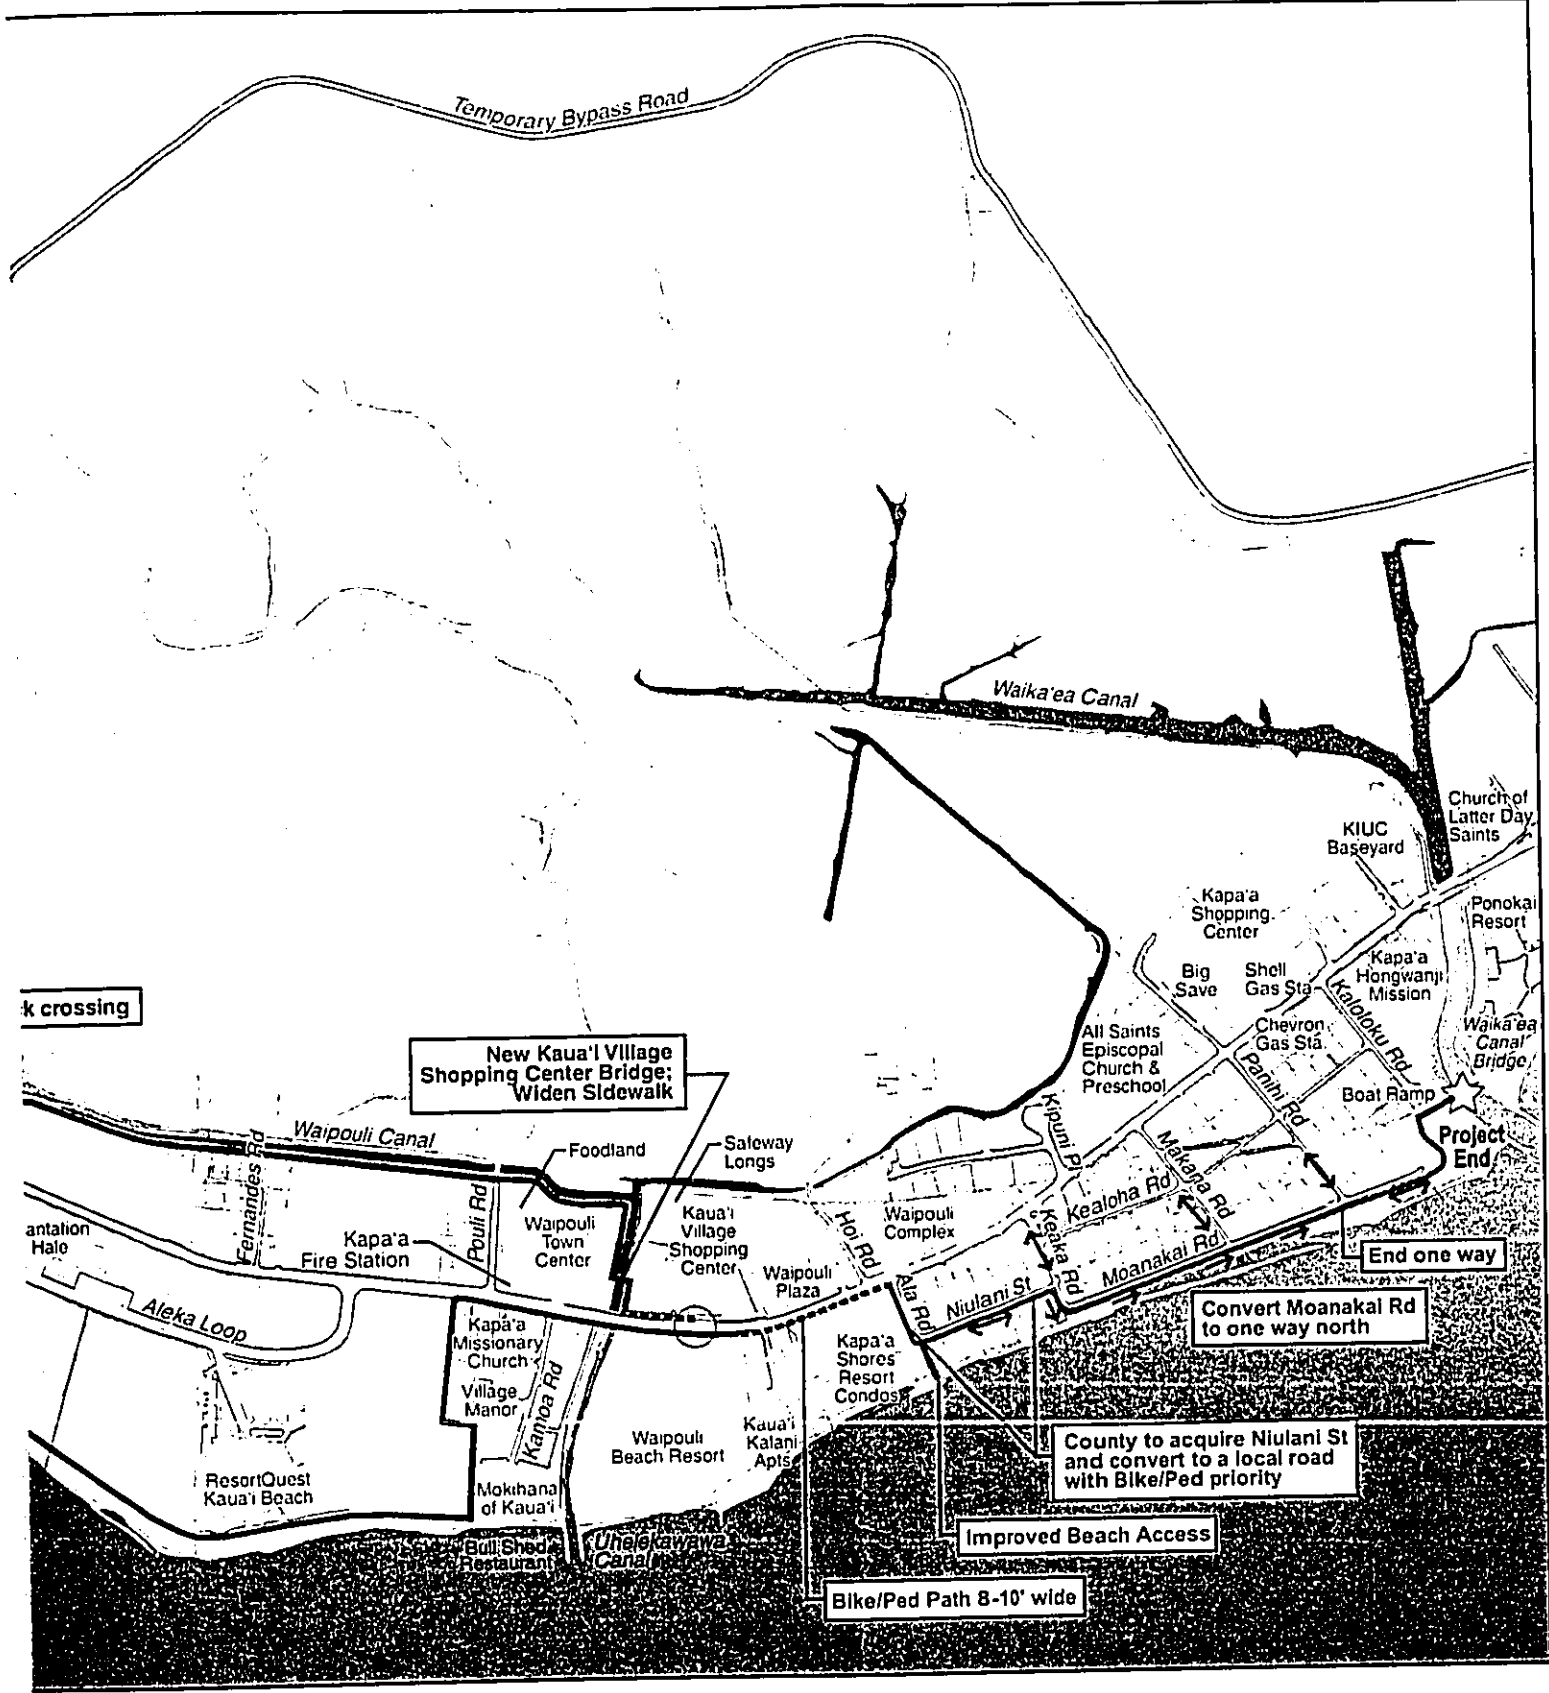 Temporary Bypass Road
Waika'ea Canal
Church of
Latter Day
Saints
KIUC
Baseyard
Kapa'a
Shopping
Center
Ponokai
Resort
Big
Save
Shell
Gas Sta
Kapa'a
Hongwanji
Mission
Kaloloku Rd
k crossing
All Saints
Episcopal
Church &
Preschool
Chevron
Gas Sta.
Waika'ea
Canal
Bridge
New Kaua'i Village
Shopping Center Bridge;
Widen Sidewalk
Panihi Rd
Boat Ramp
Kipuni Pl
Project
End
Waipouli Canal
Foodland
Safeway
Longs
Makana Rd
Fernandes Rd
Pouli Rd
Kealoha Rd
antation
Hale
Kapa'a
Fire Station
Waipouli
Town
Center
Kaua'i
Village
Shopping
Center
Hoi Rd
Waipouli
Complex
Keaka Rd
Moanakai Rd
End one way
Waipouli
Plaza
Ala Rd
Niulani St
Aleka Loop
Convert Moanakai Rd
to one way north
Kapa'a
Missionary
Church
Kapa'a
Shores
Resort
Condos
Village
Manor
Kamoa Rd
Waipouli
Beach Resort
Kaua'i
Kalani
Apts
County to acquire Niulani St
and convert to a local road
with Bike/Ped priority
ResortQuest
Kaua'i Beach
Mokihana
of Kaua'i
Improved Beach Access
Bull Shed
Restaurant
Uhelekawawa
Canal
Bike/Ped Path 8-10' wide